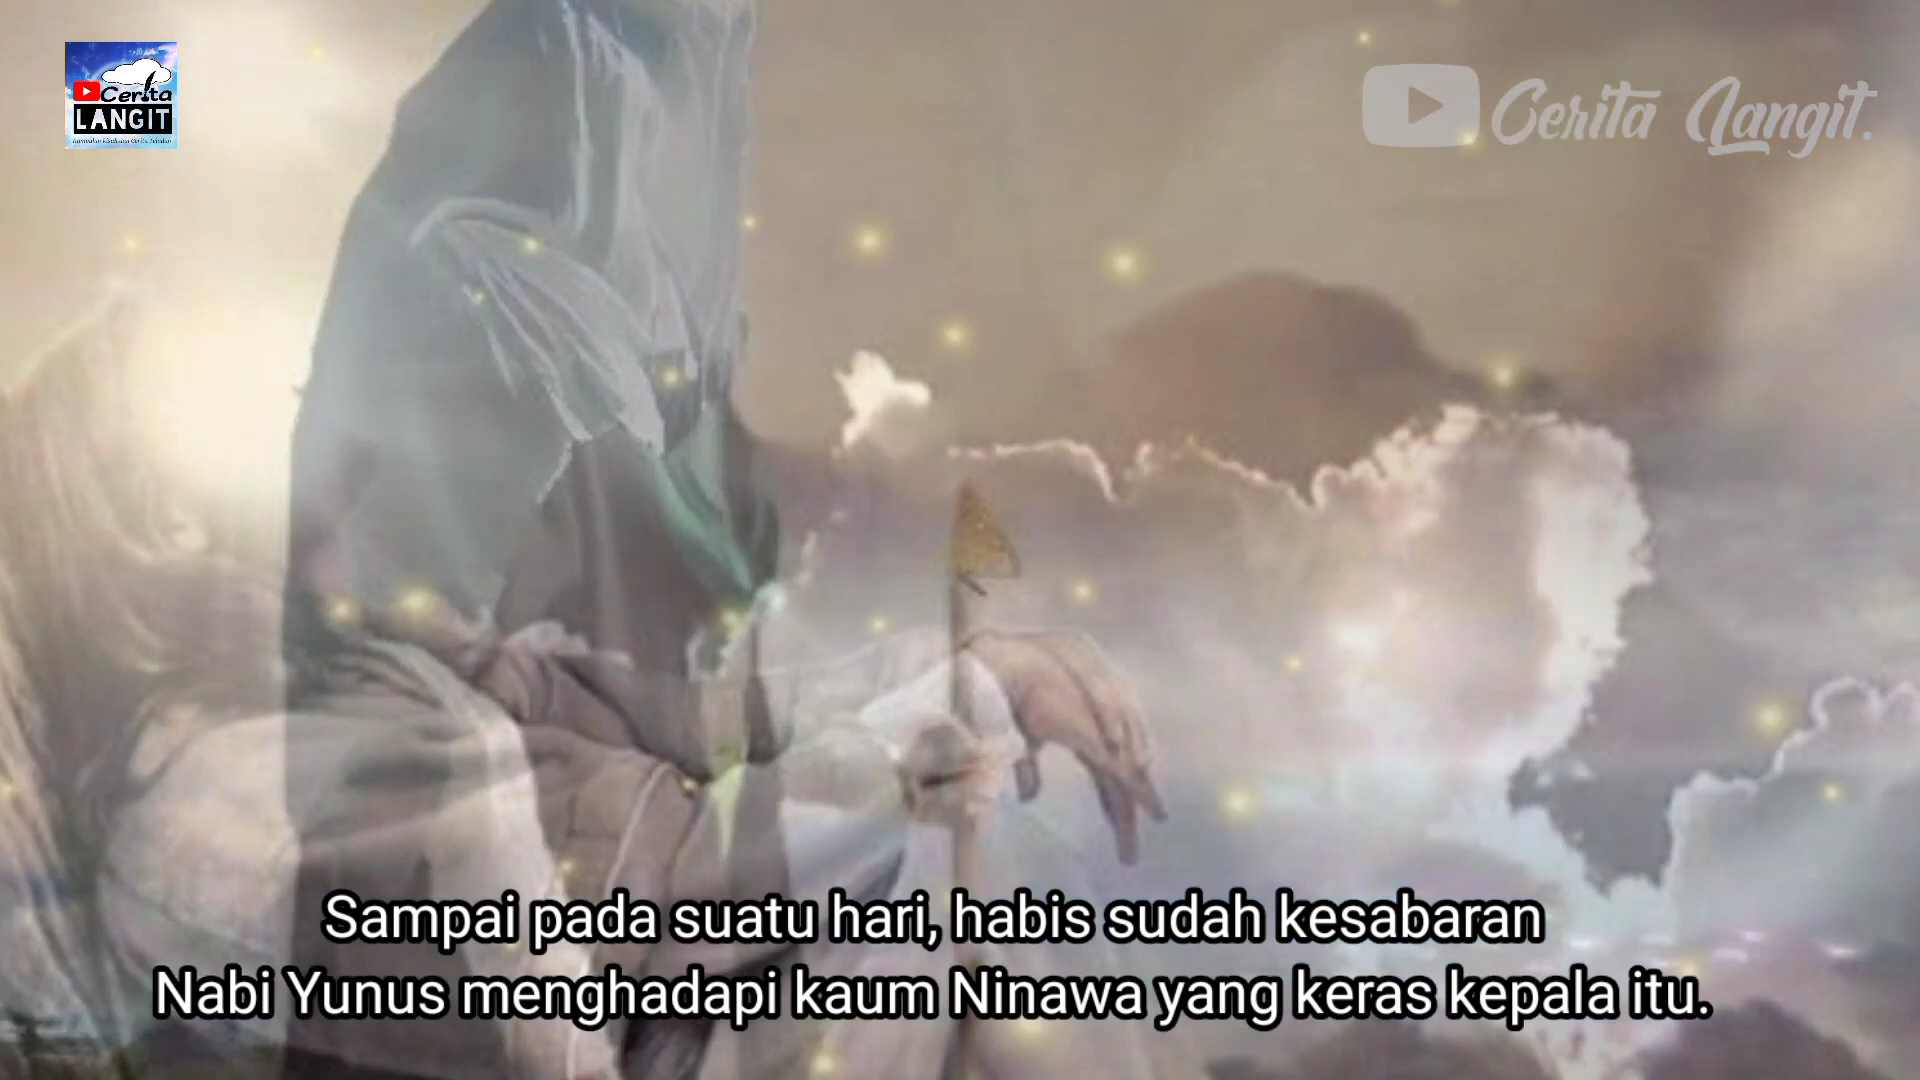 Cerita
LANGIT
Cerita Langit.
Sampai pada suatu hari, habis sudah kesabaran
Nabi Yunus menghadapi kaum Ninawa yang keras kepala itu.